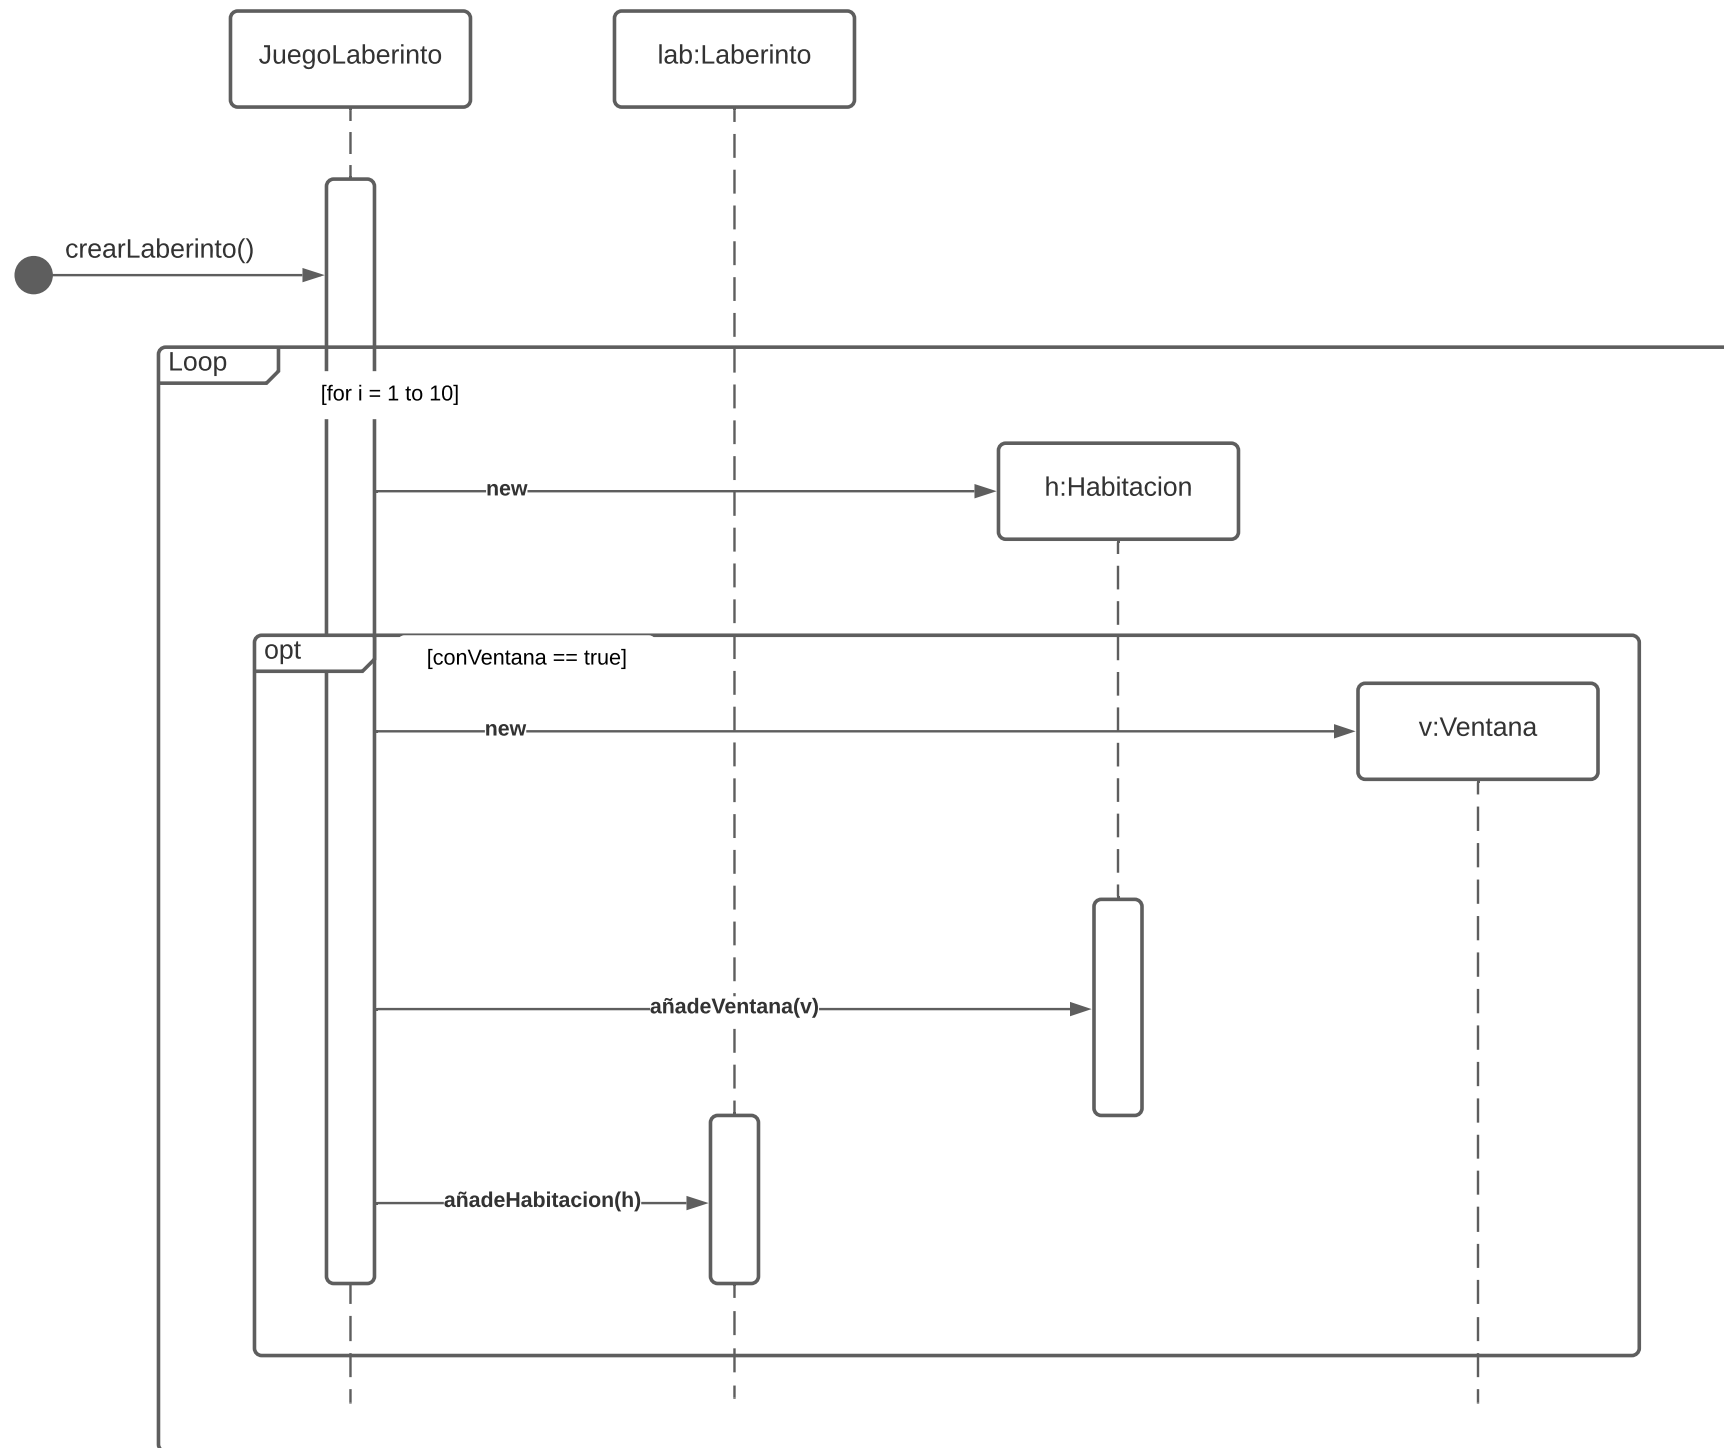 JuegoLaberinto
lab:Laberinto
crearLaberinto()
Loop
[for i = 1 to 10]
new
h:Habitacion
opt
[conVentana == true]
new
v:Ventana
añadeVentana(v)
añadeHabitacion(h)